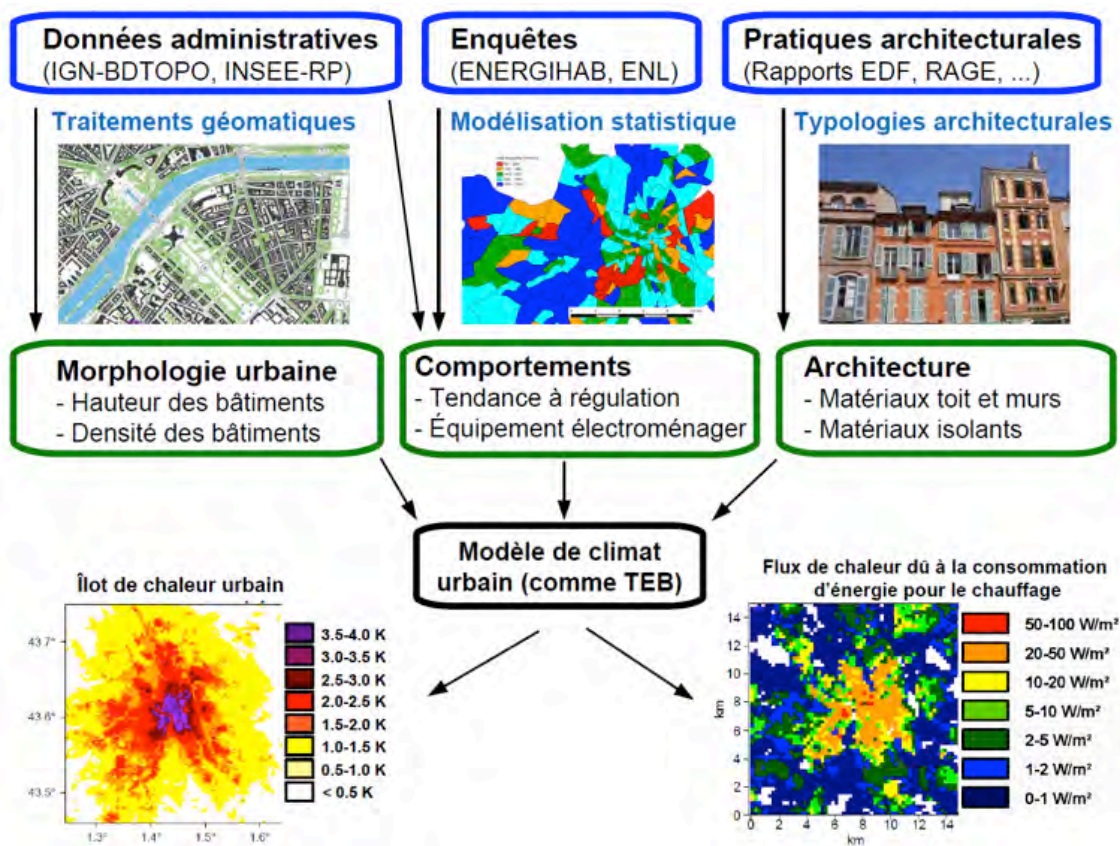 Données administratives
(IGN-BDTOPO, INSEE-RP)
Enquêtes
(ENERGIHAB, ENL)
Pratiques architecturales
(Rapports EDF, RAGE, ...)
Traitements géomatiques
Modélisation statistique
Typologies architecturales
Morphologie urbaine
- Hauteur des bâtiments
- Densité des bâtiments
Comportements
- Tendance à régulation
- Équipement électroménager
Architecture
- Matériaux toit et murs
- Matériaux isolants
Modèle de climat
urbain (comme TEB)
Îlot de chaleur urbain
43.7°
43.6°
43.5°
1.3°
1.4°
1.5°
1.6°
3.5-4.0 K
3.0-3.5 K
2.5-3.0 K
2.0-2.5 K
1.5-2.0 K
1.0-1.5 K
0.5-1.0 K
< 0.5 K
Flux de chaleur dû à la consommation
d'énergie pour le chauffage
14
12
10
8
6
4
2
0
km
0 2 4 6 8 10 12 14
km
50-100 W/m²
20-50 W/m²
10-20 W/m²
5-10 W/m²
2-5 W/m²
1-2 W/m²
0-1 W/m²